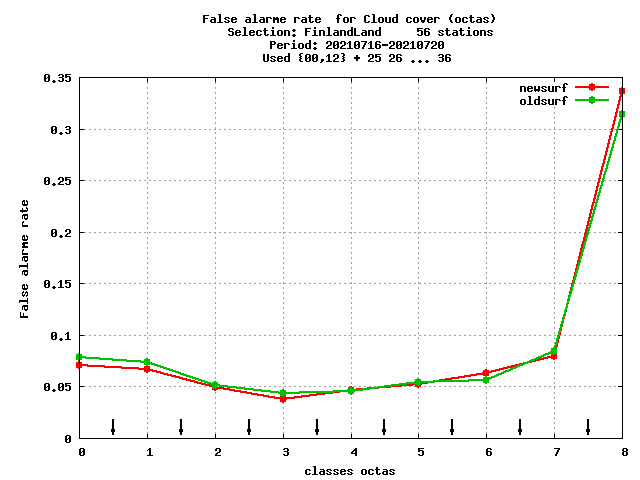 False alarme rate  for Cloud cover (octas)
Selection: FinlandLand     56 stations
Period: 20210716-20210720
Used {00,12} + 25 26 ... 36
newsurf
oldsurf
0.35
0.3
0.25
0.2
0.15
0.1
0.05
0
False alarme rate
0 1 2 3 4 5 6 7 8
classes octas